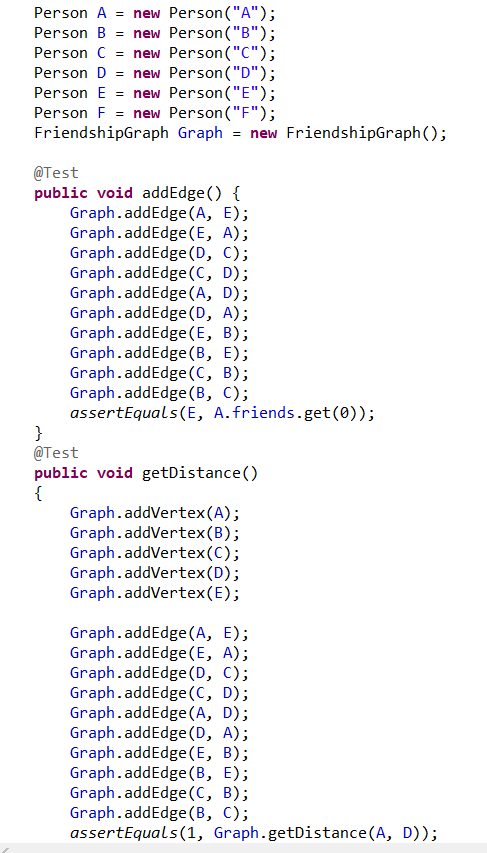 Person A = new Person("A");
Person B = new Person("B");
Person C = new Person("C");
Person D = new Person("D");
Person E = new Person("E");
Person F = new Person("F");
FriendshipGraph Graph = new FriendshipGraph();
@Test
public void addEdge() {
Graph.addEdge(A, E);
Graph.addEdge(E, A);
Graph.addEdge(D, C);
Graph.addEdge(C, D);
Graph.addEdge(A, D);
Graph.addEdge(D, A);
Graph.addEdge(E, B);
Graph.addEdge(B, E);
Graph.addEdge(C, B);
Graph.addEdge(B, C);
assertEquals(E, A.friends.get(0));
}
@Test
public void getDistance()
{
Graph.addVertex(A);
Graph.addVertex(B);
Graph.addVertex(C);
Graph.addVertex(D);
Graph.addVertex(E);
Graph.addEdge(A, E);
Graph.addEdge(E, A);
Graph.addEdge(D, C);
Graph.addEdge(C, D);
Graph.addEdge(A, D);
Graph.addEdge(D, A);
Graph.addEdge(E, B);
Graph.addEdge(B, E);
Graph.addEdge(C, B);
Graph.addEdge(B, C);
assertEquals(1, Graph.getDistance(A, D));